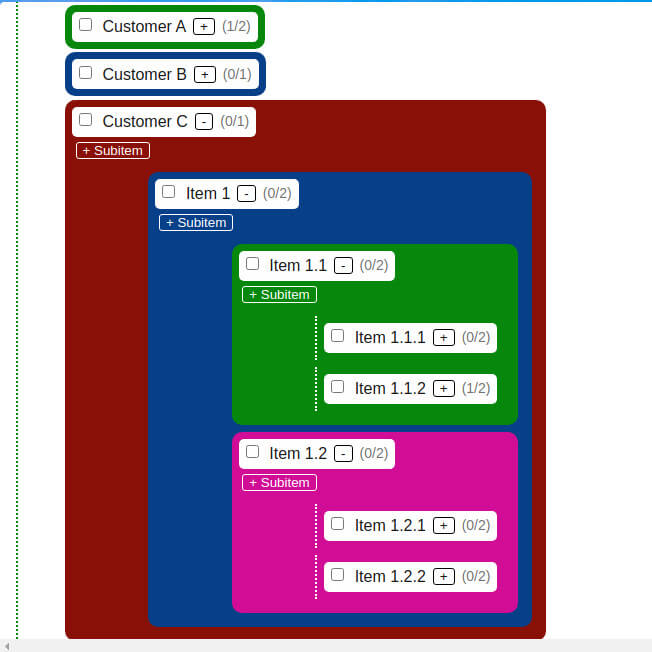 Customer A + (1/2)
Customer B + (0/1)
Customer C - (0/1)
+ Subitem
Item 1 - (0/2)
+ Subitem
Item 1.1 - (0/2)
+ Subitem
Item 1.1.1 + (0/2)
Item 1.1.2 + (1/2)
Item 1.2 - (0/2)
+ Subitem
Item 1.2.1 + (0/2)
Item 1.2.2 + (0/2)